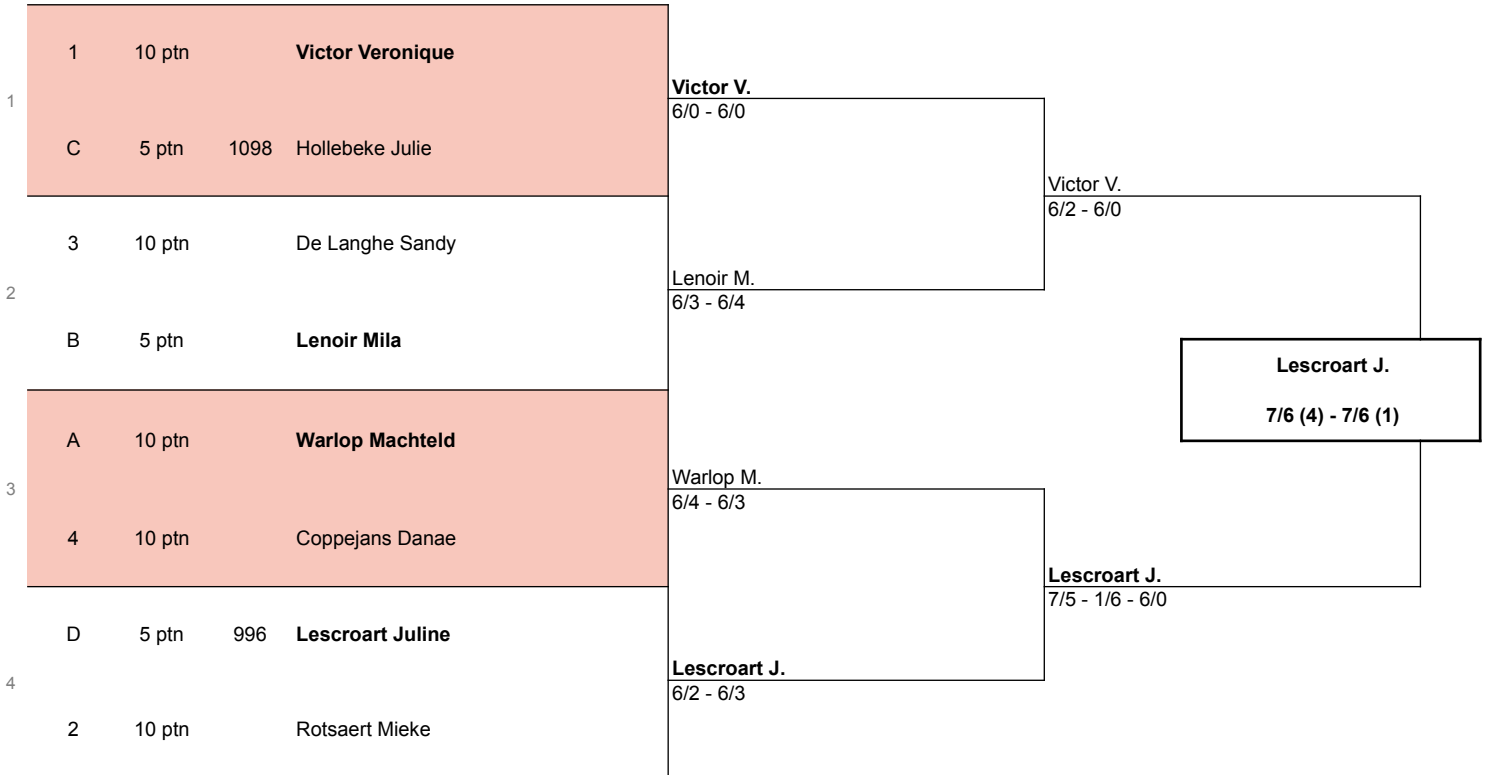 1 10 ptn Victor Veronique
Victor V.
1
6/0 - 6/0
C 5 ptn 1098 Hollebeke Julie
Victor V.
6/2 - 6/0
3 10 ptn De Langhe Sandy
Lenoir M.
2
6/3 - 6/4
B 5 ptn Lenoir Mila
Lescroart J.
7/6 (4) - 7/6 (1)
A 10 ptn Warlop Machteld
Warlop M.
3
6/4 - 6/3
4 10 ptn Coppejans Danae
Lescroart J.
7/5 - 1/6 - 6/0
D 5 ptn 996 Lescroart Juline
Lescroart J.
4
6/2 - 6/3
2 10 ptn Rotsaert Mieke